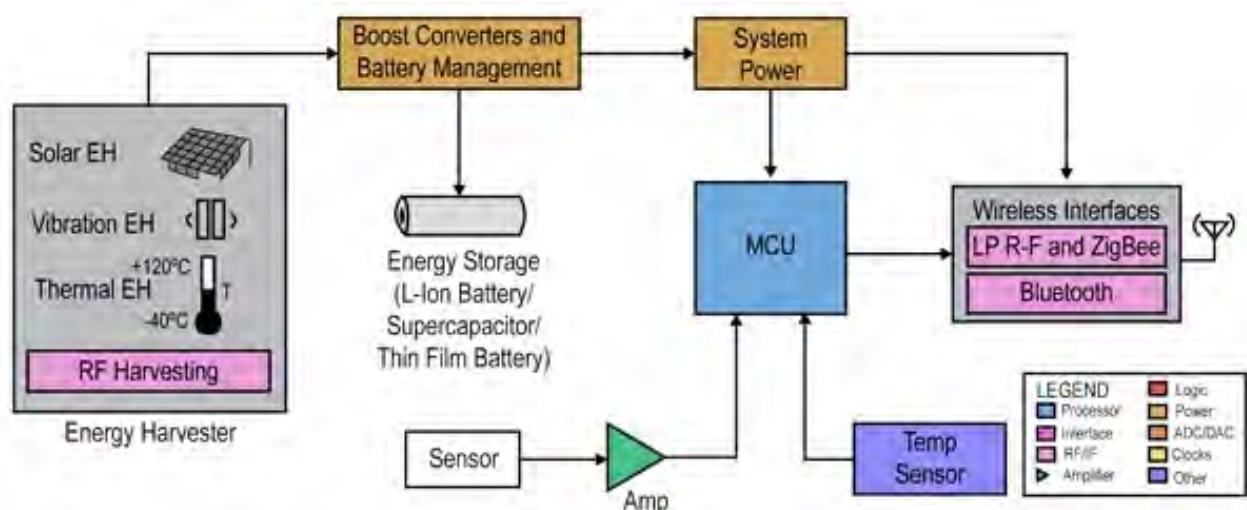 Boost Converters and
Battery Management
System
Power
Solar EH
Vibration EH
+120ºC
Thermal EH
T
-40ºC
RF Harvesting
Energy Harvester
Energy Storage
(L-Ion Battery/
Supercapacitor/
Thin Film Battery)
MCU
Wireless Interfaces
LP R-F and ZigBee
Bluetooth
Sensor
Amp
Temp
Sensor
LEGEND
Processor
Interface
RF/IF
Amplifier
Logic
Power
ADC/DAC
Clocks
Other